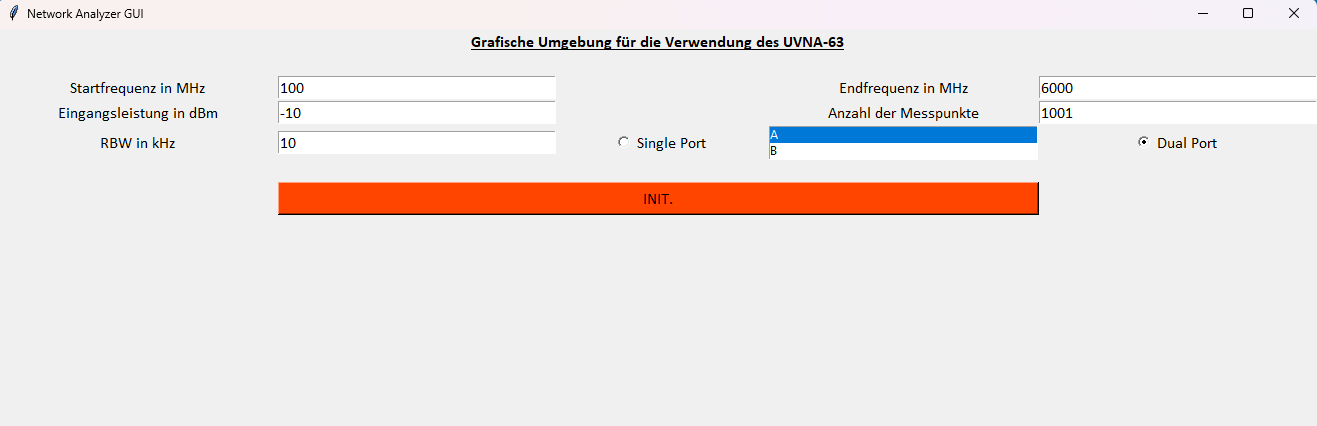 Network Analyzer GUI
Grafische Umgebung für die Verwendung des UVNA-63
Startfrequenz in MHz 100 Endfrequenz in MHz 6000
Eingangsleistung in dBm -10 Anzahl der Messpunkte 1001
RBW in kHz 10 Single Port A Dual Port
B
INIT.